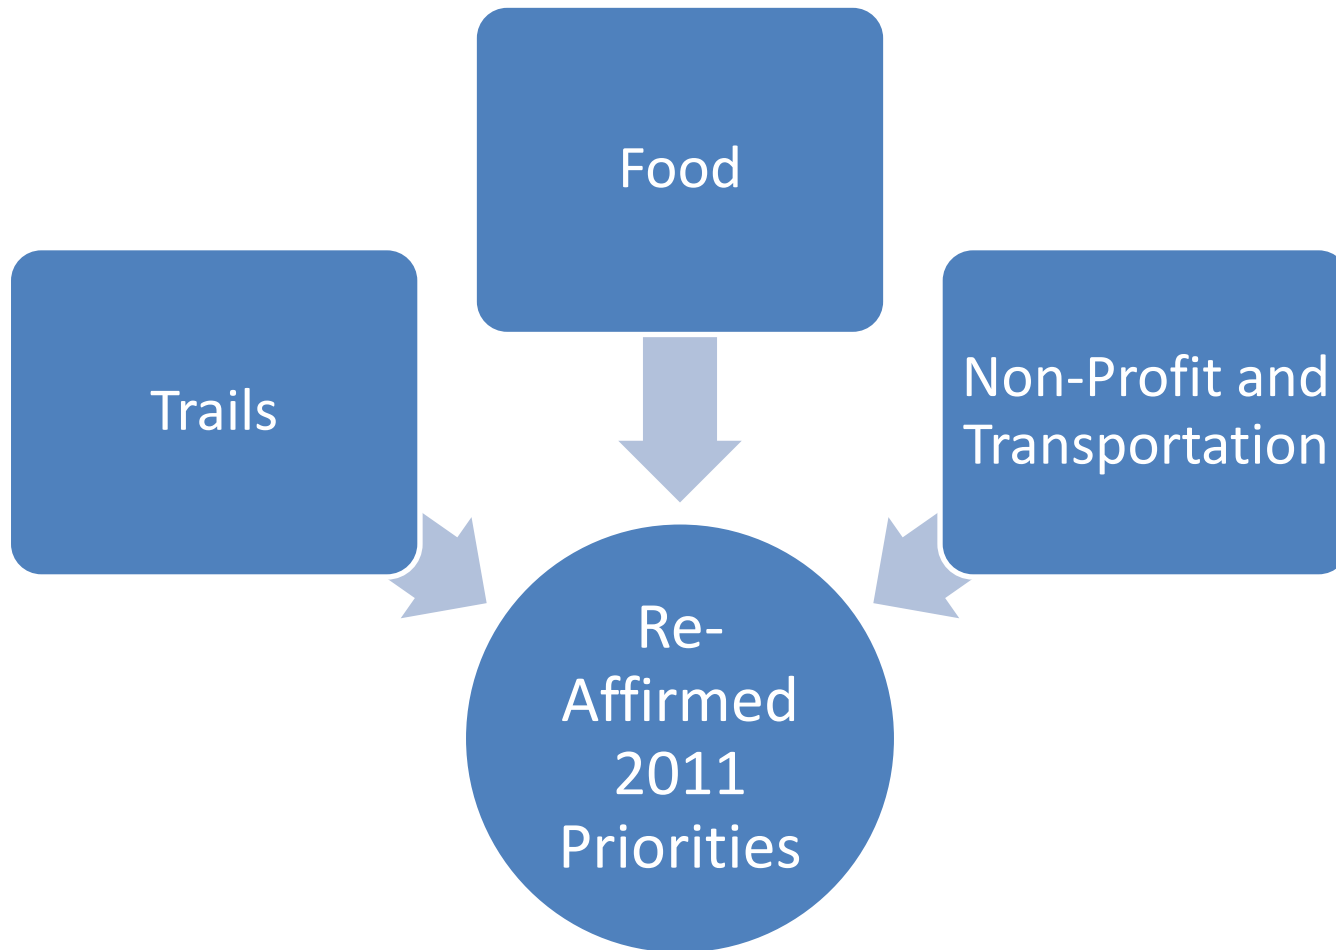 Food
Trails
Non-Profit and
Transportation
Re-
Affirmed
2011
Priorities